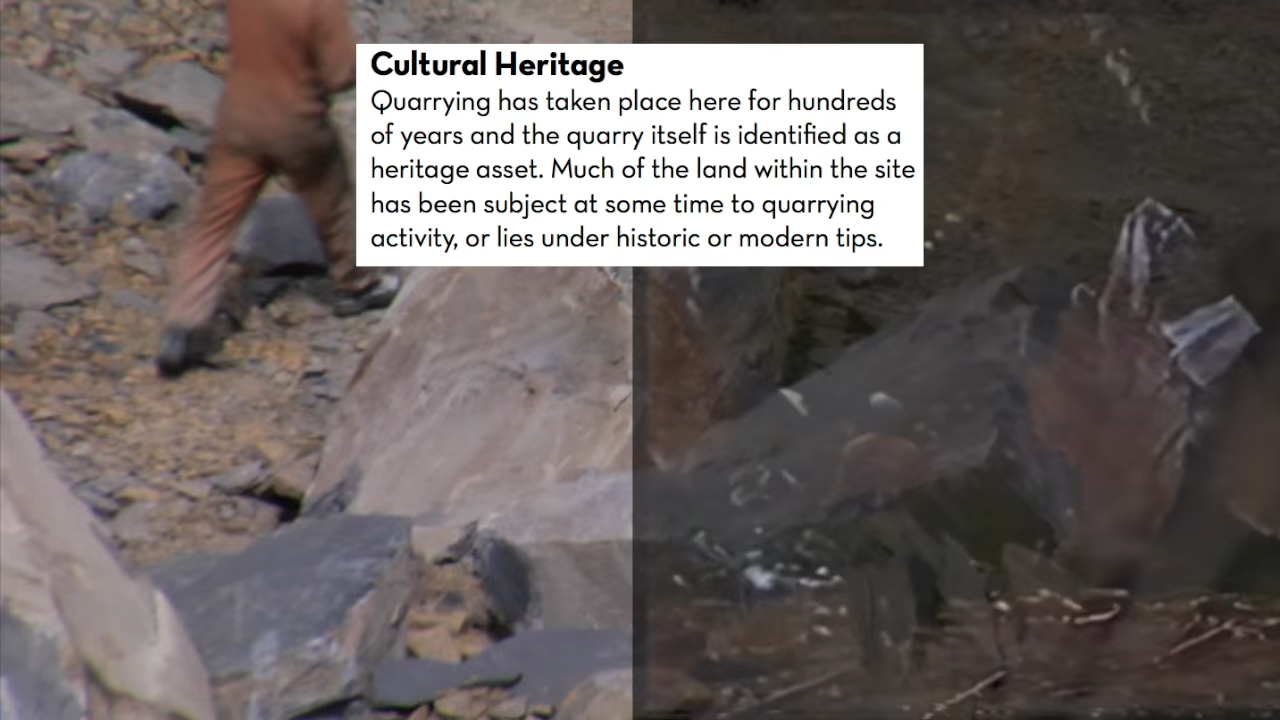 Cultural Heritage
Quarrying has taken place here for hundreds
of years and the quarry itself is identified as a
heritage asset. Much of the land within the site
has been subject at some time to quarrying
activity, or lies under historic or modern tips.